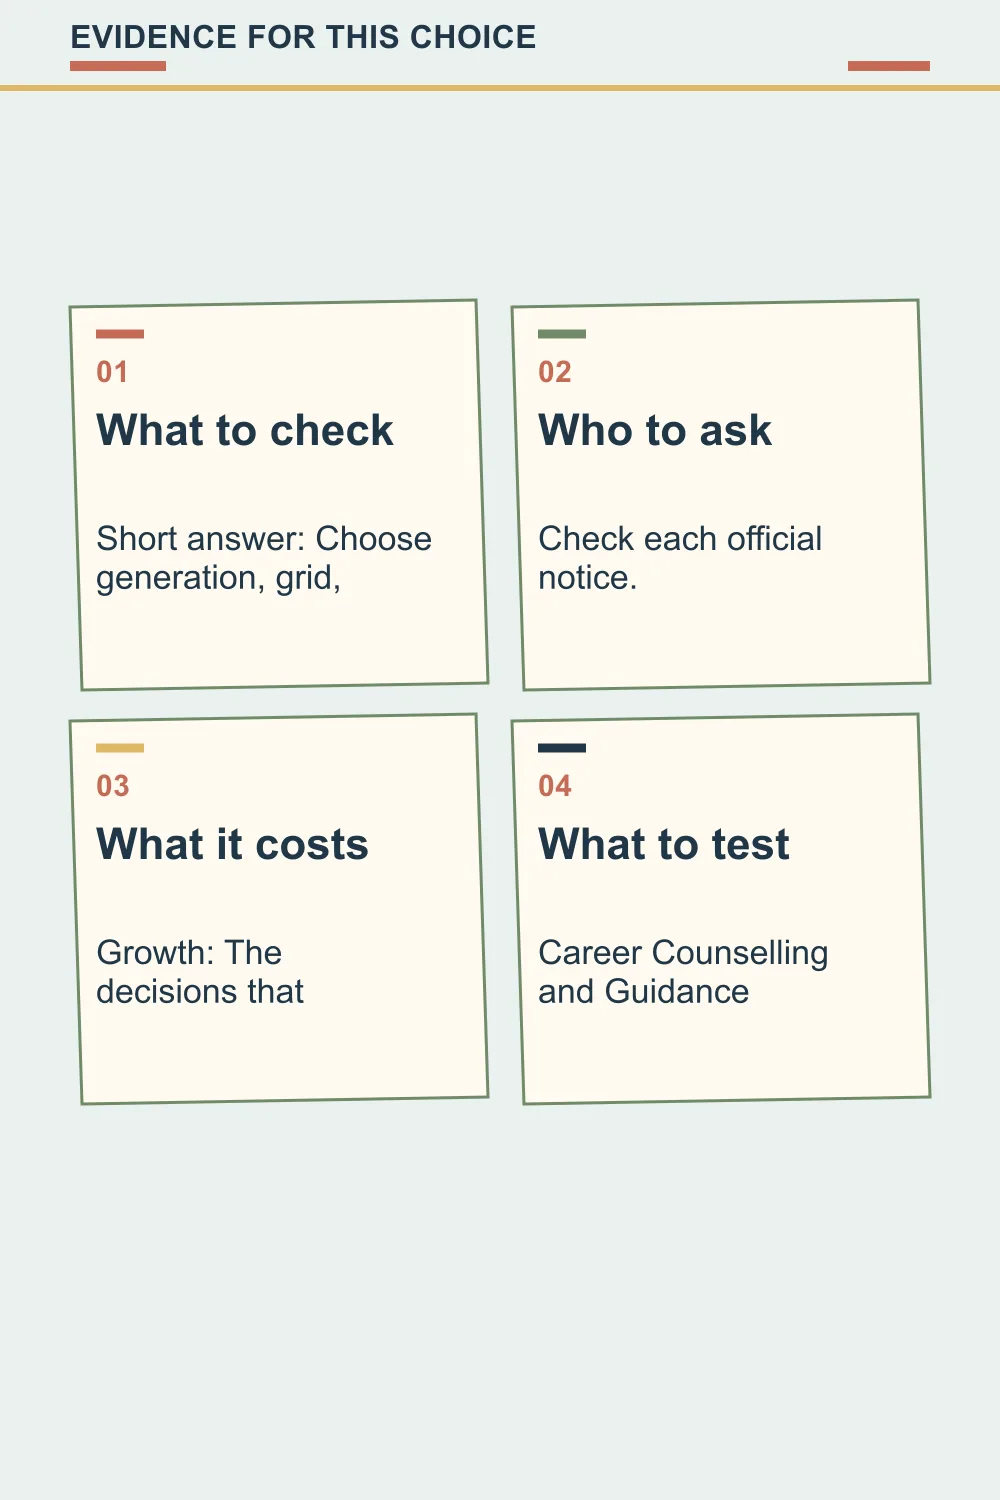 EVIDENCE FOR THIS CHOICE
01
What to check
Short answer: Choose
generation, grid,
02
Who to ask
Check each official
notice.
03
What it costs
Growth: The
decisions that
04
What to test
Career Counselling
and Guidance